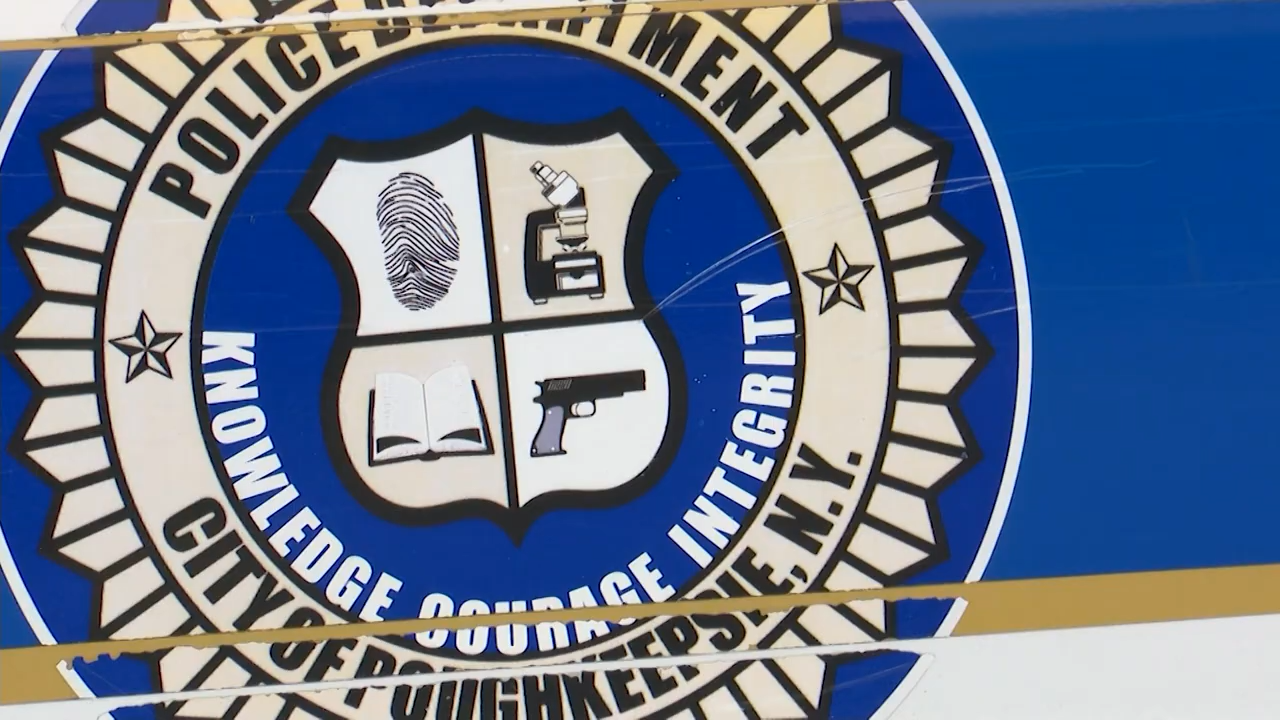 POLICE DEPARTMENT
KNOWLEDGE COURAGE INTEGRITY
CITY OF POUGHKEEPSIE, N.Y.